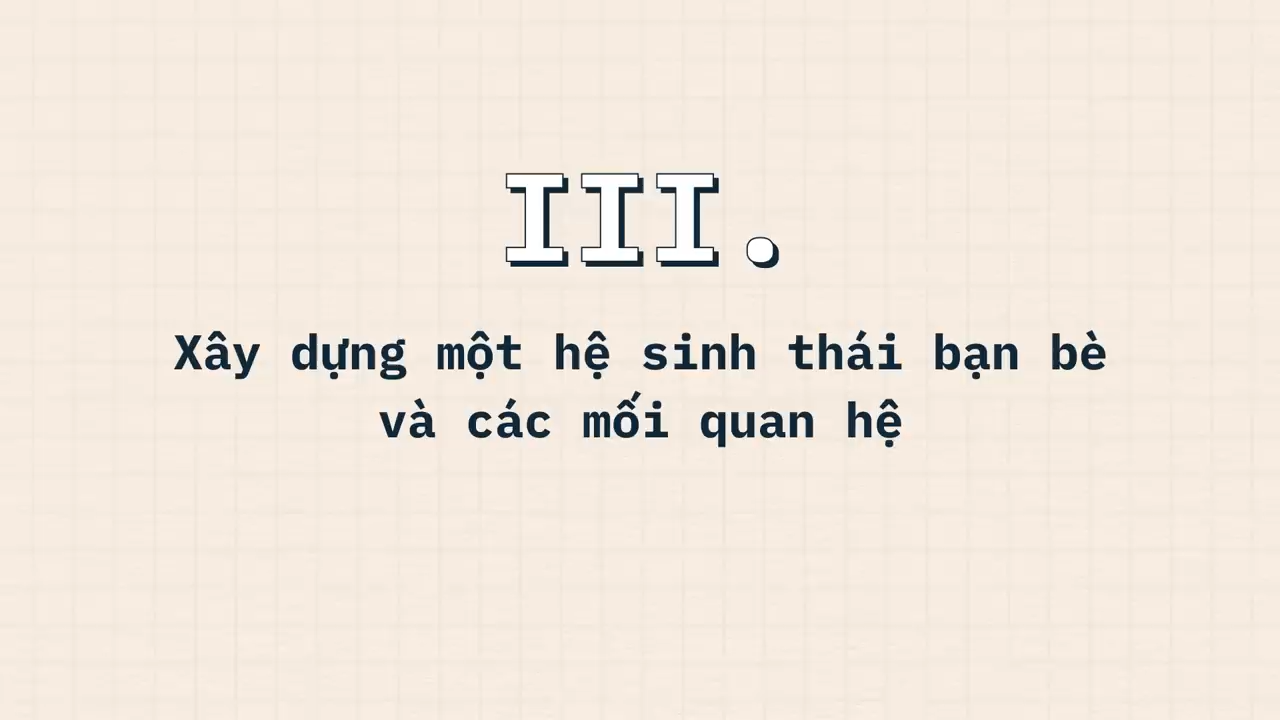 III.
Xây dựng một hệ sinh thái bạn bè
và các mối quan hệ